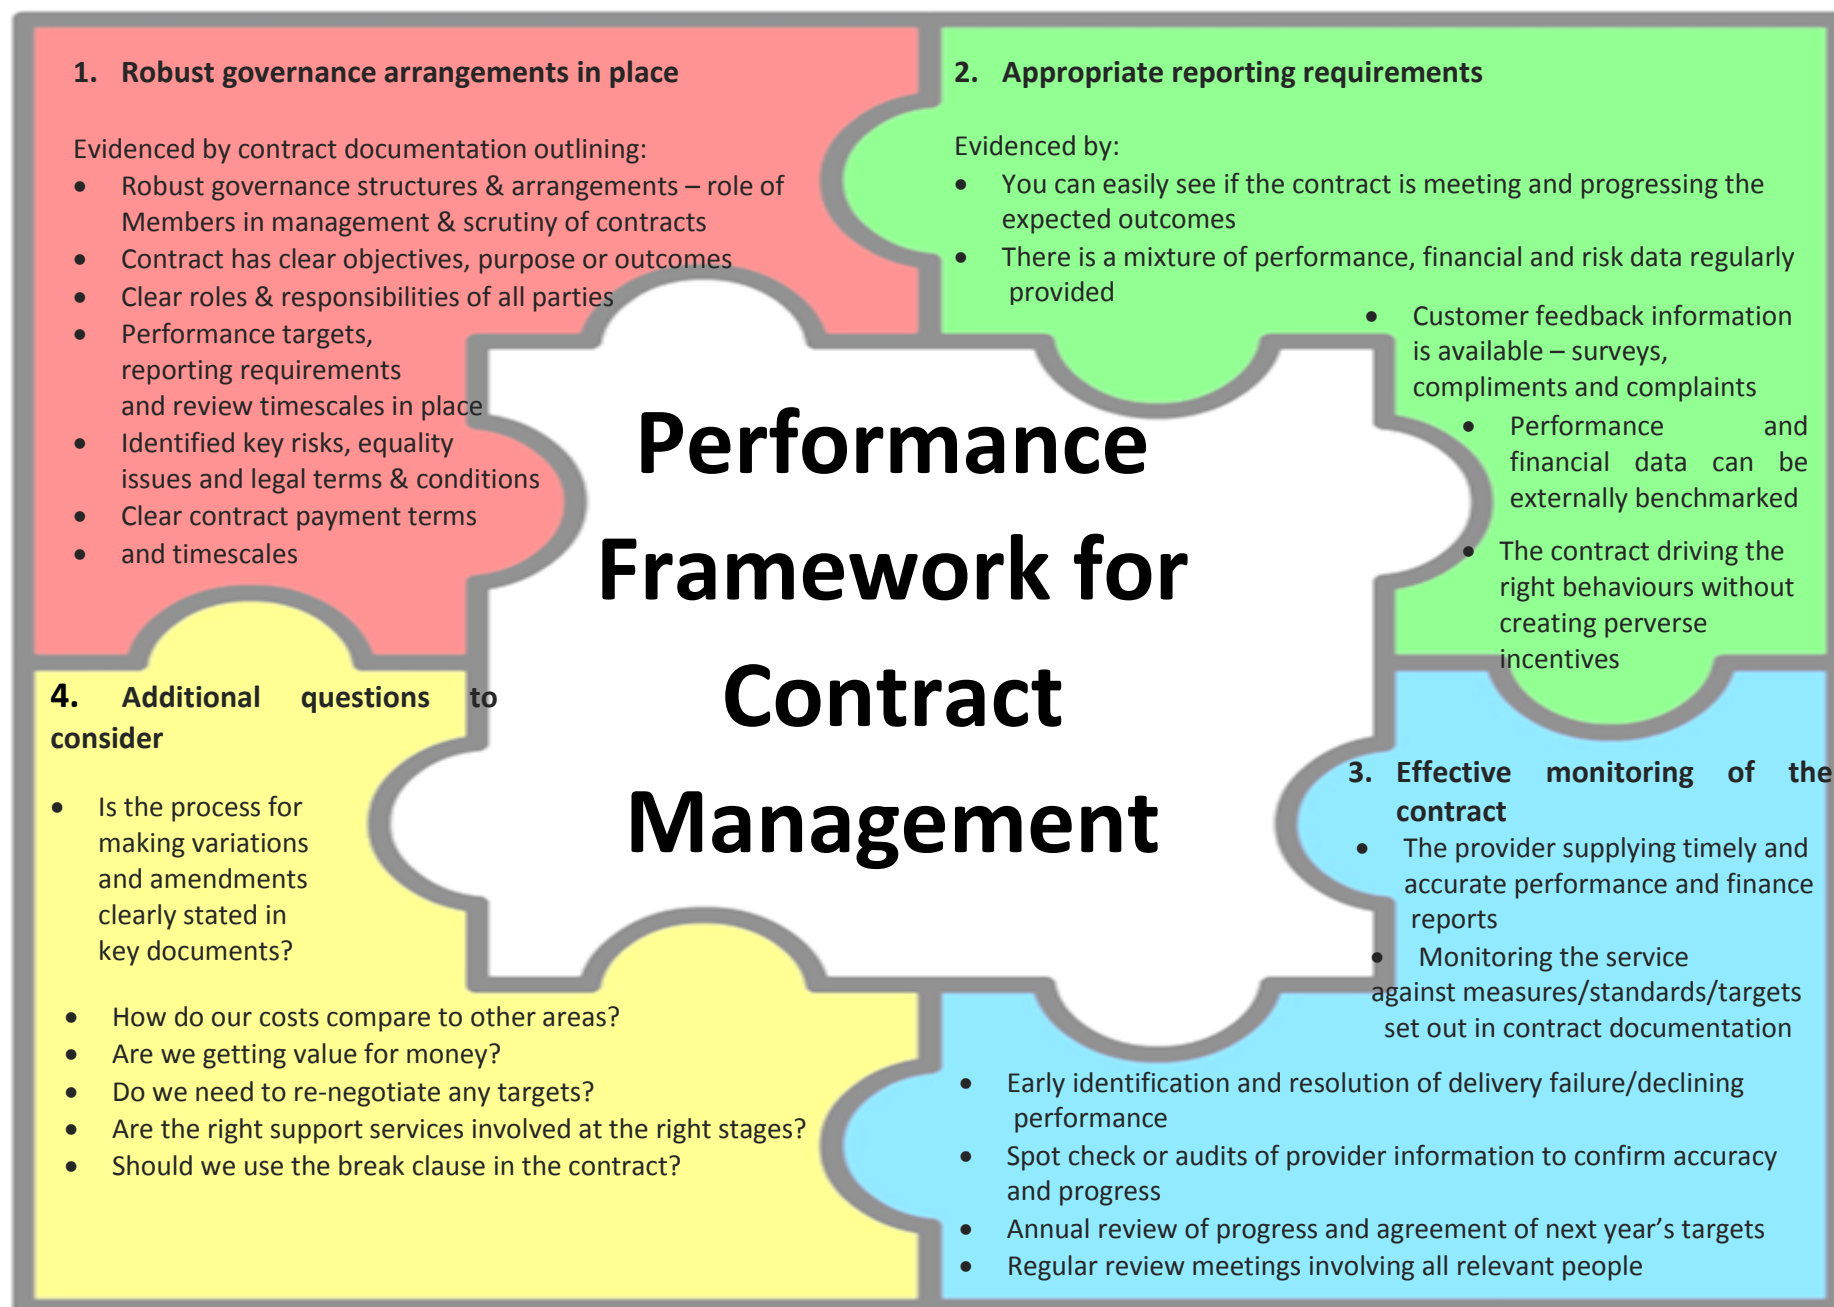 1. Robust governance arrangements in place
Evidenced by contract documentation outlining:
• Robust governance structures & arrangements – role of
Members in management & scrutiny of contracts
• Contract has clear objectives, purpose or outcomes
• Clear roles & responsibilities of all parties
• Performance targets,
reporting requirements
and review timescales in place
• Identified key risks, equality
issues and legal terms & conditions
• Clear contract payment terms
• and timescales
2. Appropriate reporting requirements
Evidenced by:
• You can easily see if the contract is meeting and progressing the
expected outcomes
• There is a mixture of performance, financial and risk data regularly
provided
• Customer feedback information
is available – surveys,
compliments and complaints
• Performance and
financial data can be
externally benchmarked
• The contract driving the
right behaviours without
creating perverse
incentives
Performance
Framework for
Contract
Management
3. Effective monitoring of the
contract
• The provider supplying timely and
accurate performance and finance
reports
• Monitoring the service
against measures/standards/targets
set out in contract documentation
• Early identification and resolution of delivery failure/declining
performance
• Spot check or audits of provider information to confirm accuracy
and progress
• Annual review of progress and agreement of next year's targets
• Regular review meetings involving all relevant people
4. Additional questions to
consider
• Is the process for
making variations
and amendments
clearly stated in
key documents?
• How do our costs compare to other areas?
• Are we getting value for money?
• Do we need to re-negotiate any targets?
• Are the right support services involved at the right stages?
• Should we use the break clause in the contract?